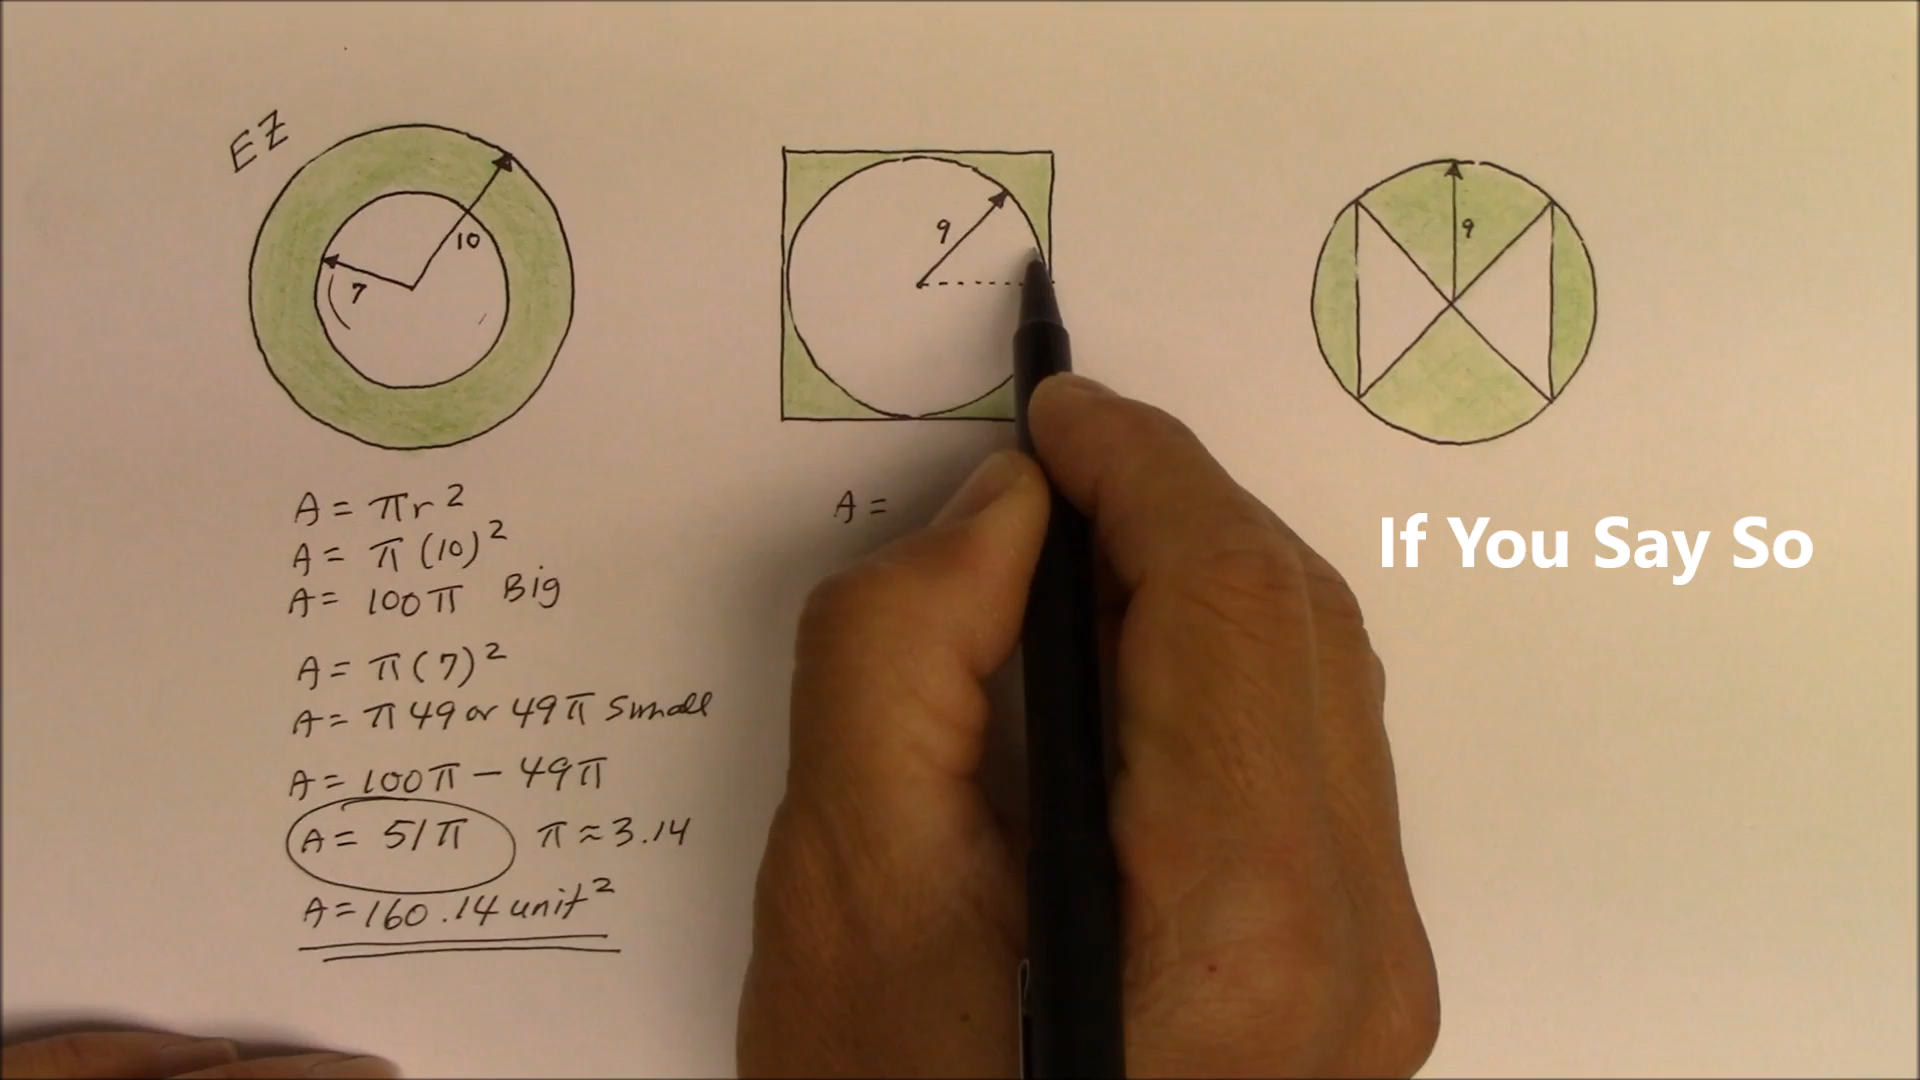 EZ
10
7
9
9
A = πr²
A = π(10)²
A = 100π Big
A = π(7)²
A = π49 or 49π Small
A = 100π − 49π
A = 51π π ≈ 3.14
A = 160.14 unit²
A =
If You Say So